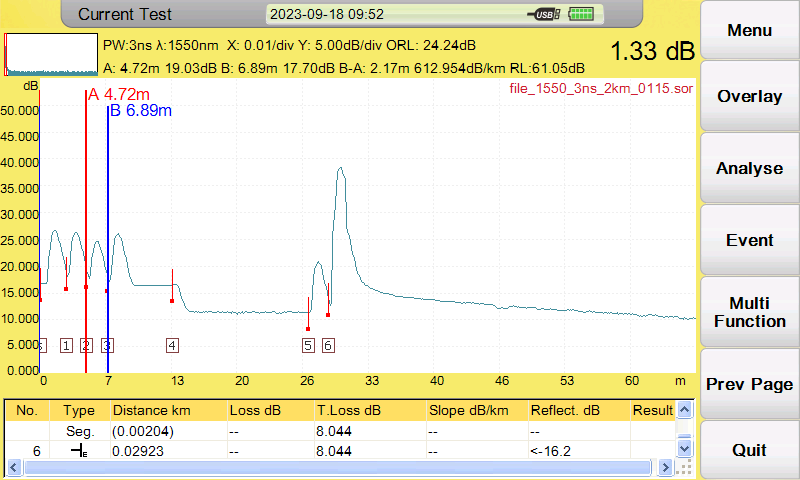 Current Test
2023-09-18 09:52
USB
Menu
PW:3ns λ:1550nm X: 0.01/div Y: 5.00dB/div ORL: 24.24dB
1.33 dB
A: 4.72m 19.03dB B: 6.89m 17.70dB B-A: 2.17m 612.954dB/km RL:61.05dB
Overlay
dB
A 4.72m
file_1550_3ns_2km_0115.sor
B 6.89m
50.000
45.000
40.000
35.000
30.000
25.000
20.000
15.000
10.000
5.000
0.000
Analyse
Event
Multi
Function
1 2 3 4 5 6
0 7 13 20 26 33 40 46 53 60 m
Prev Page
No. Type Distance km Loss dB T.Loss dB Slope dB/km Reflect. dB Result
Seg. (0.00204) -- 8.044 -- --
6 E 0.02923 -- 8.044 -- <-16.2
Quit